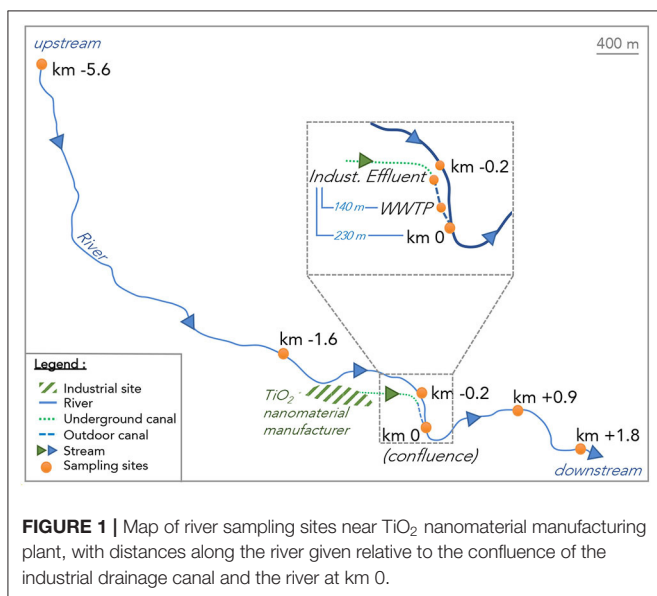 upstream
km -5.6
400 m
km -0.2
Indust. Effluent
140 m
WWTP
230 m
km 0
River
km -1.6
Legend :
Industrial site
River
Underground canal
Outdoor canal
Stream
Sampling sites
TiO2
nanomaterial
manufacturer
km -0.2
km 0
(confluence)
km +0.9
km +1.8
downstream
FIGURE 1 | Map of river sampling sites near TiO2 nanomaterial manufacturing
plant, with distances along the river given relative to the confluence of the
industrial drainage canal and the river at km 0.